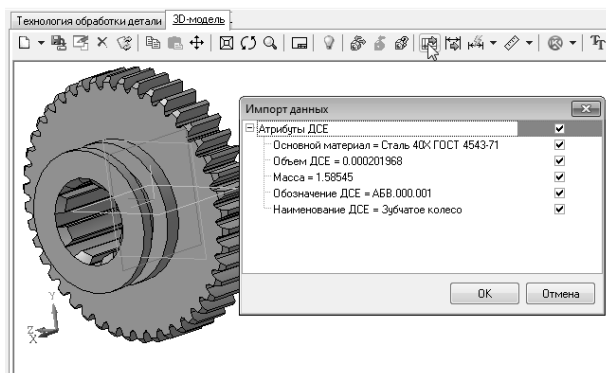 Технология обработки детали 3D-модель
Импорт данных
Атрибуты ДСЕ
Основной материал = Сталь 40Х ГОСТ 4543-71
Объем ДСЕ = 0.000201968
Масса = 1.58545
Обозначение ДСЕ = АБВ.000.001
Наименование ДСЕ = Зубчатое колесо
OK Отмена
Y
Z
X